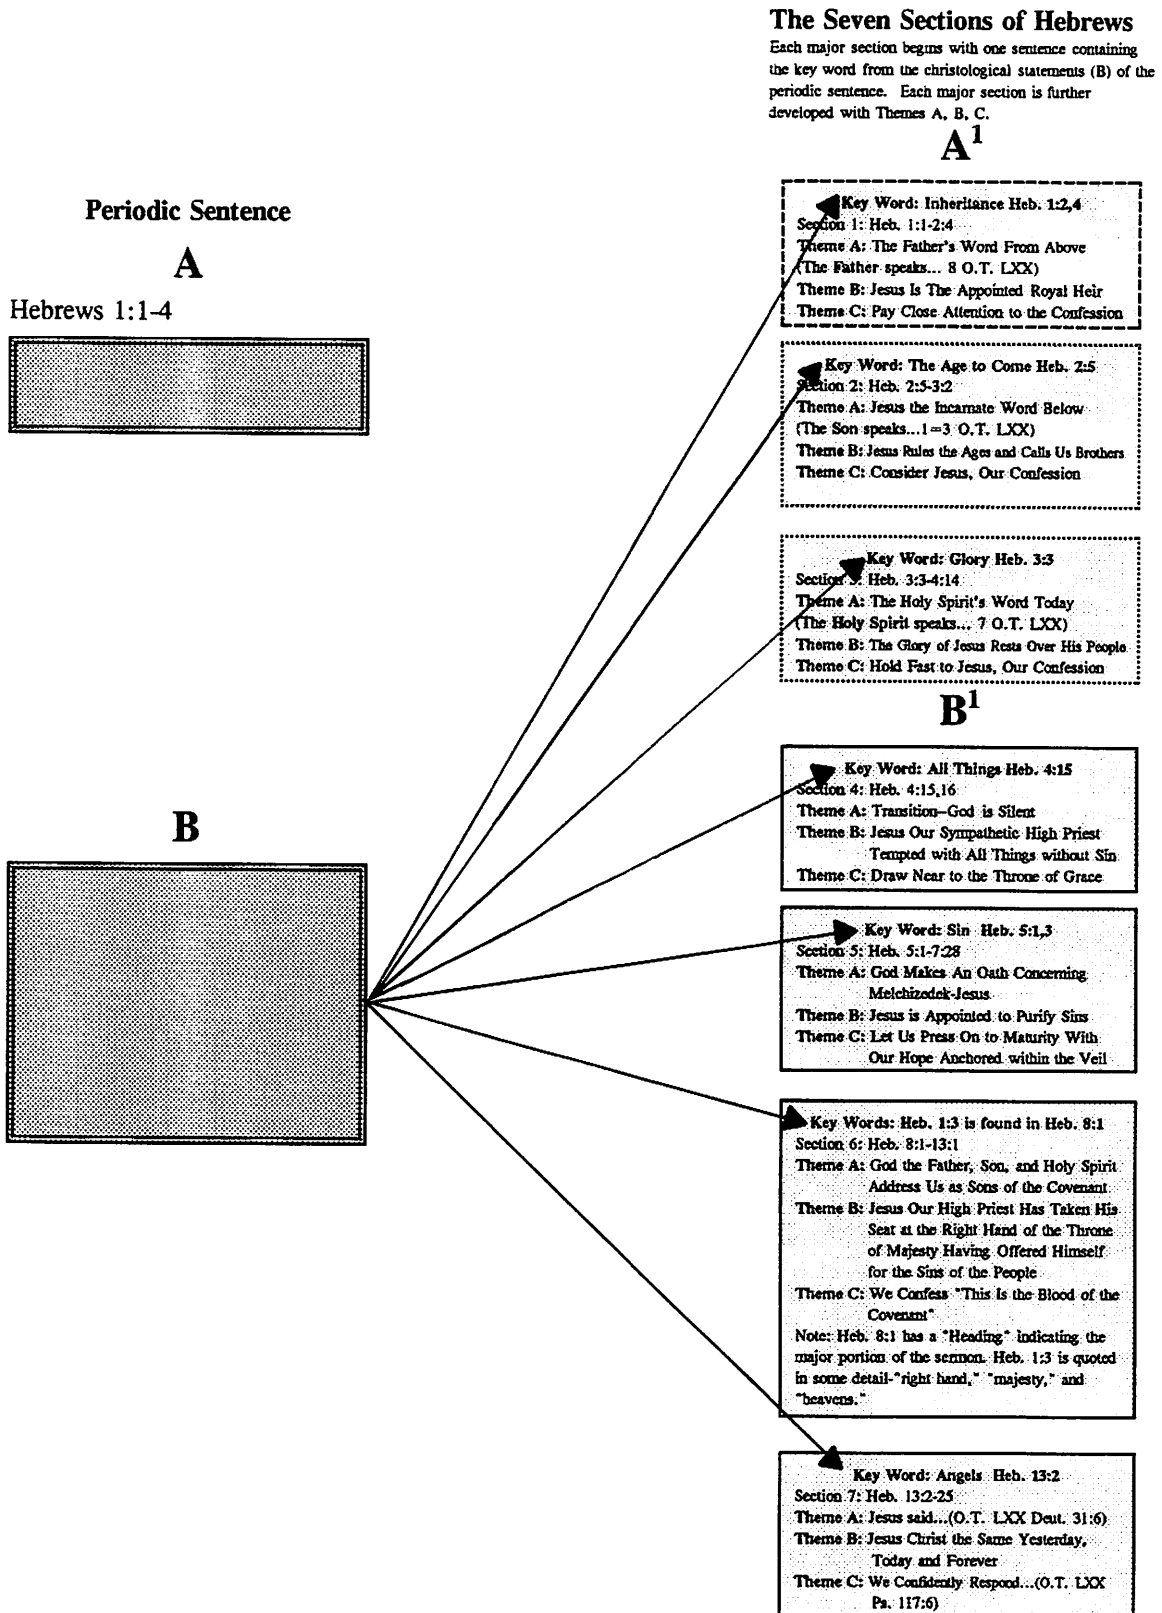 The Seven Sections of Hebrews
Each major section begins with one sentence containing
the key word from the christological statements (B) of the
periodic sentence. Each major section is further
developed with Themes A, B, C.
A¹
Periodic Sentence
A
Hebrews 1:1-4
Key Word: Inheritance Heb. 1:2,4
Section 1: Heb. 1:1-2:4
Theme A: The Father's Word From Above
(The Father speaks... 8 O.T. LXX)
Theme B: Jesus Is The Appointed Royal Heir
Theme C: Pay Close Attention to the Confession
Key Word: The Age to Come Heb. 2:5
Section 2: Heb. 2:5-3:2
Theme A: Jesus the Incarnate Word Below
(The Son speaks...1=3 O.T. LXX)
Theme B: Jesus Rules the Ages and Calls Us Brothers
Theme C: Consider Jesus, Our Confession
Key Word: Glory Heb. 3:3
Section 3: Heb. 3:3-4:14
Theme A: The Holy Spirit's Word Today
(The Holy Spirit speaks... 7 O.T. LXX)
Theme B: The Glory of Jesus Rests Over His People
Theme C: Hold Fast to Jesus, Our Confession
B¹
B
Key Word: All Things Heb. 4:15
Section 4: Heb. 4:15,16
Theme A: Transition–God is Silent
Theme B: Jesus Our Sympathetic High Priest
Tempted with All Things without Sin
Theme C: Draw Near to the Throne of Grace
Key Word: Sin Heb. 5:1,3
Section 5: Heb. 5:1-7:28
Theme A: God Makes An Oath Concerning
Melchizedek-Jesus
Theme B: Jesus is Appointed to Purify Sins
Theme C: Let Us Press On to Maturity With
Our Hope Anchored within the Veil
Key Words: Heb. 1:3 is found in Heb. 8:1
Section 6: Heb. 8:1-13:1
Theme A: God the Father, Son, and Holy Spirit
Address Us as Sons of the Covenant
Theme B: Jesus Our High Priest Has Taken His
Seat at the Right Hand of the Throne
of Majesty Having Offered Himself
for the Sins of the People
Theme C: We Confess "This Is the Blood of the
Covenant"
Note: Heb. 8:1 has a "Heading" indicating the
major portion of the sermon. Heb. 1:3 is quoted
in some detail-"right hand," "majesty," and
"heavens."
Key Word: Angels Heb. 13:2
Section 7: Heb. 13:2-25
Theme A: Jesus said...(O.T. LXX Deut. 31:6)
Theme B: Jesus Christ the Same Yesterday,
Today and Forever
Theme C: We Confidently Respond...(O.T. LXX
Ps. 117:6)